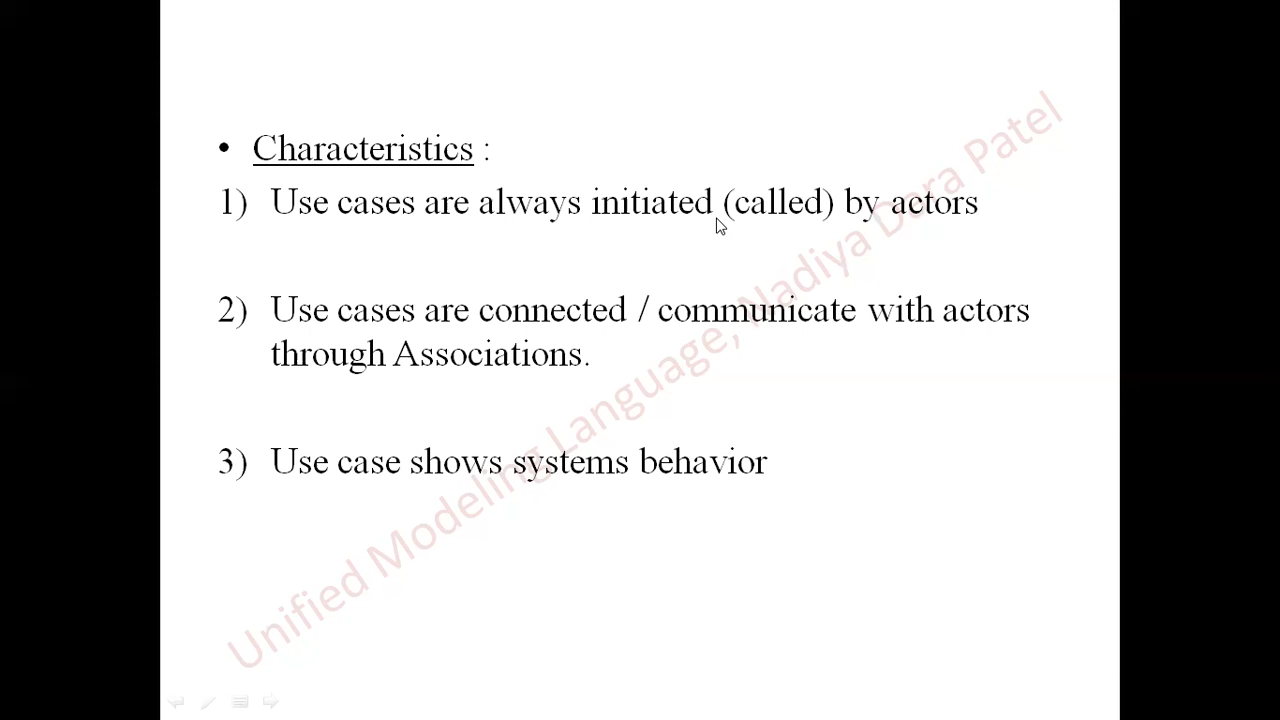 • Characteristics :
1) Use cases are always initiated (called) by actors
2) Use cases are connected / communicate with actors
through Associations.
3) Use case shows systems behavior
Unified Modeling Language, Nadiya Dara Patel